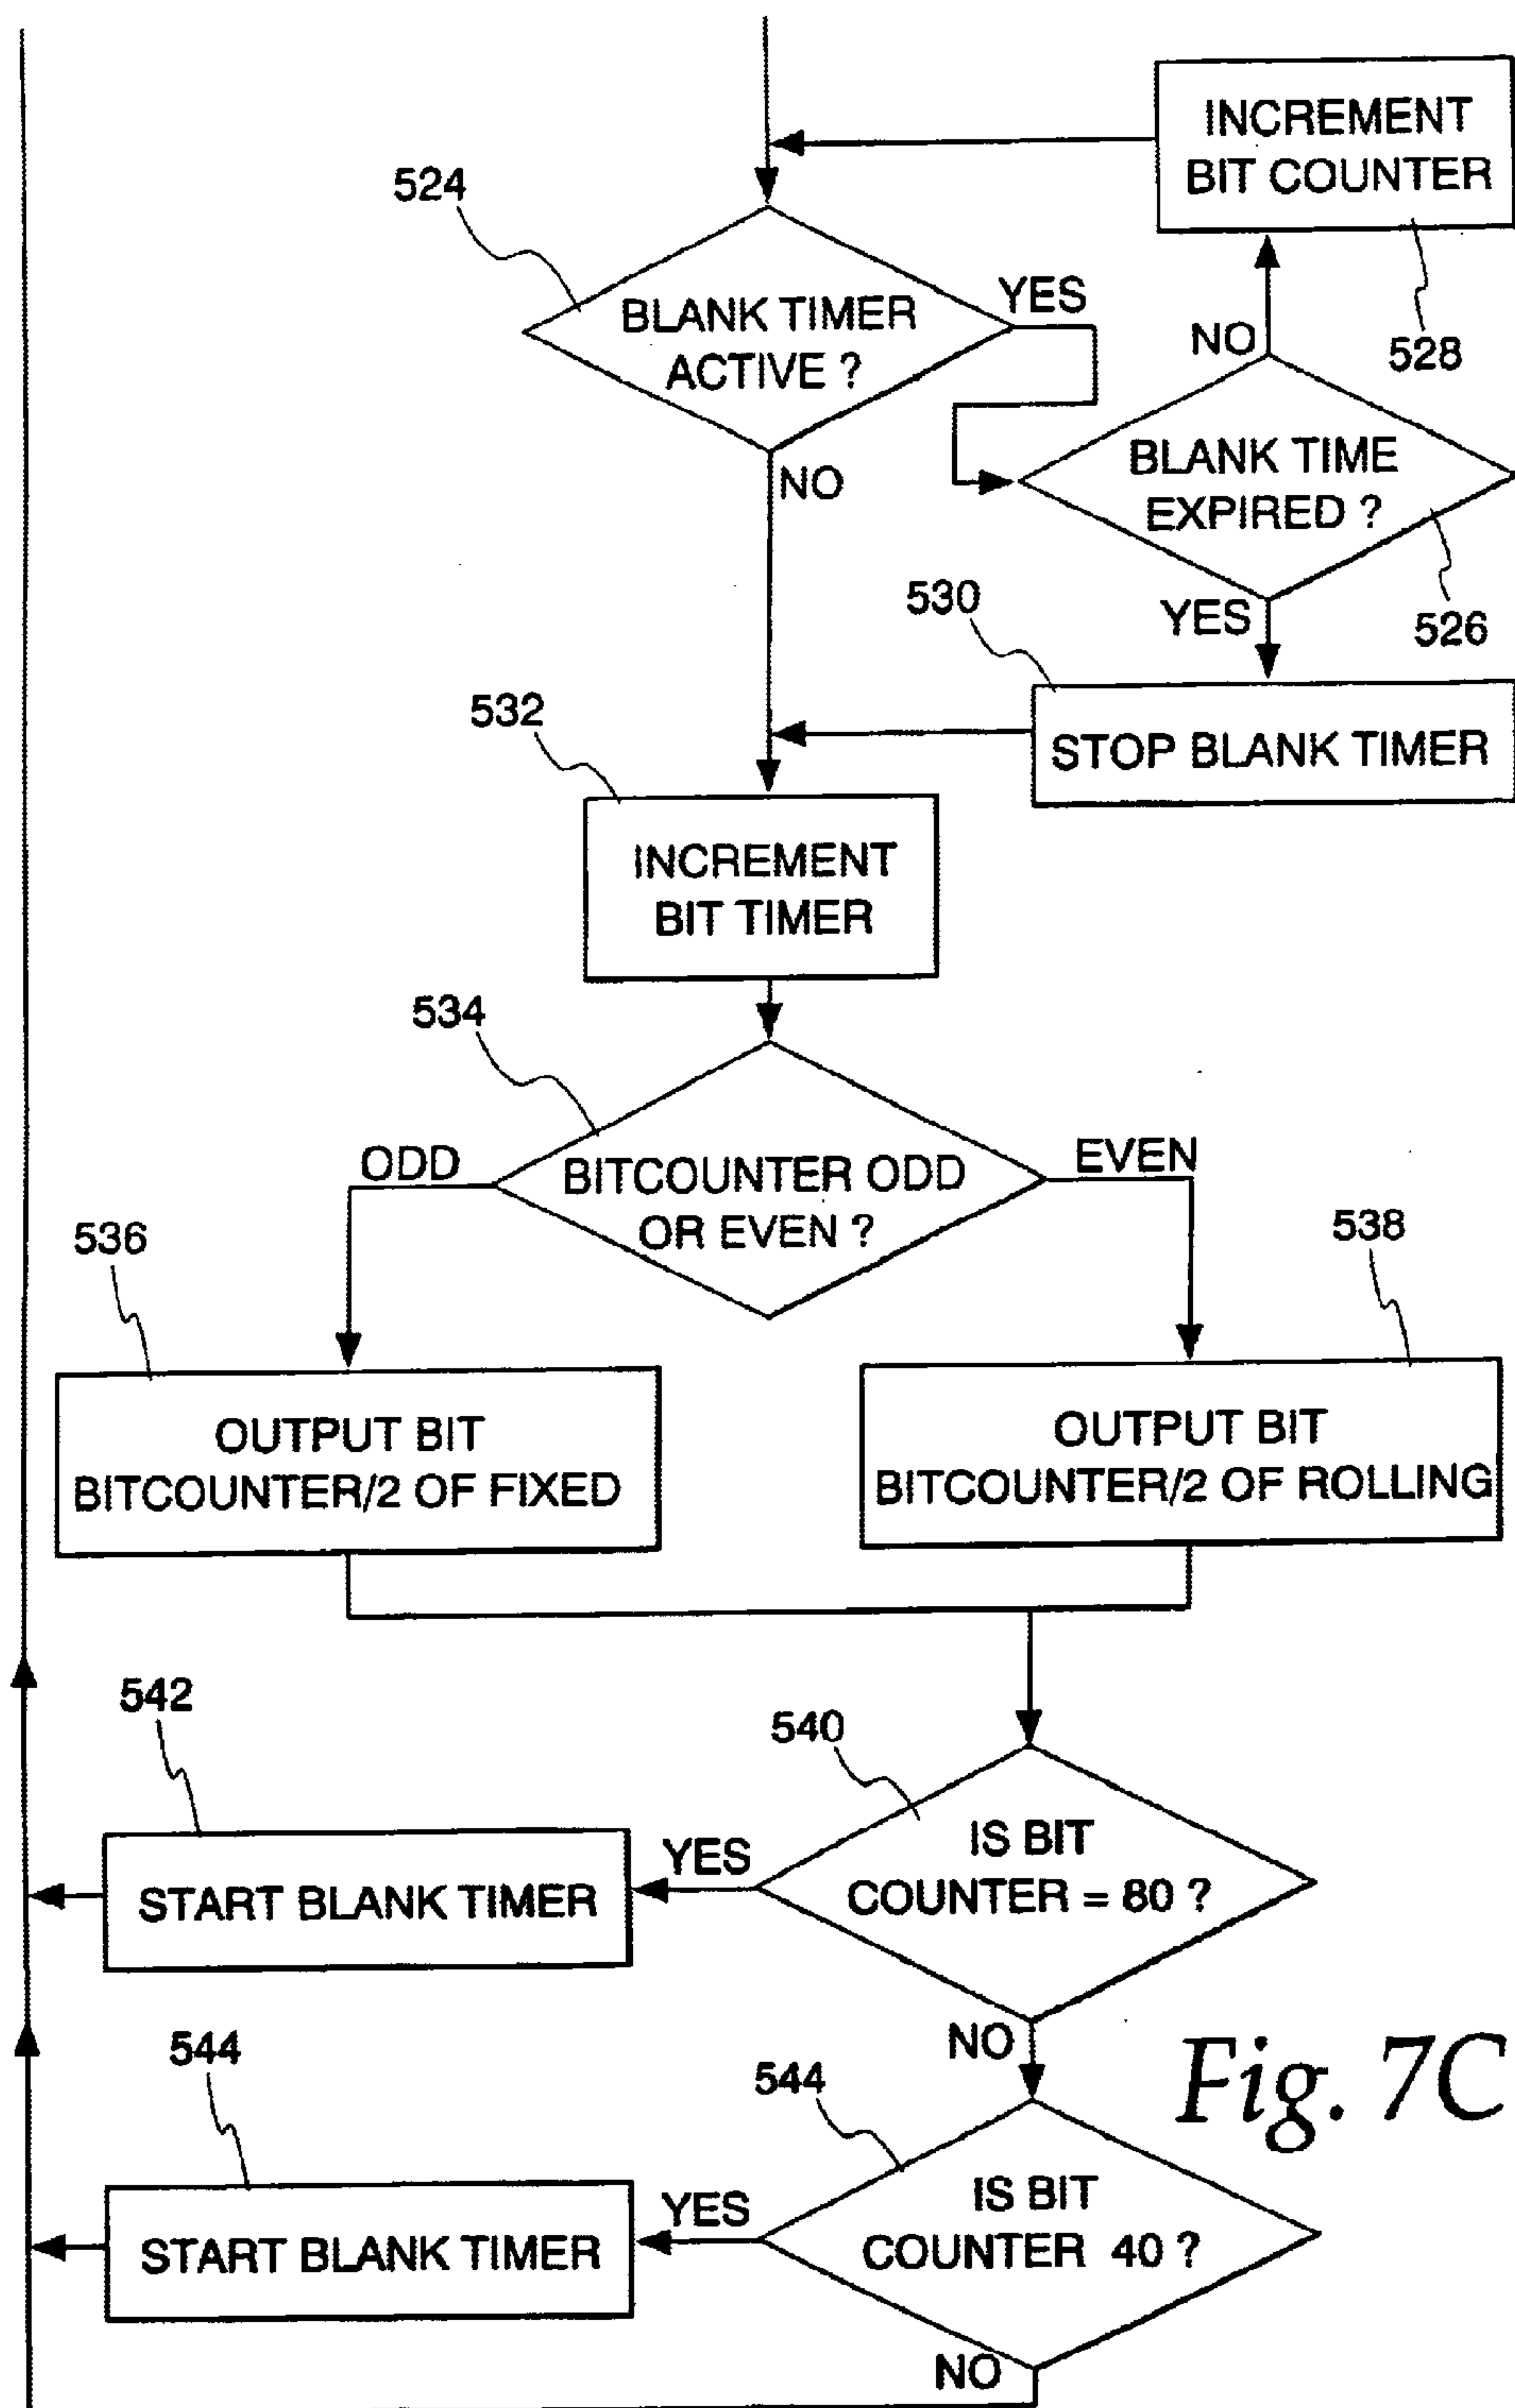 INCREMENT
BIT COUNTER
524
BLANK TIMER
ACTIVE ?
YES
NO
528
NO
BLANK TIME
EXPIRED ?
530
YES
526
532
STOP BLANK TIMER
INCREMENT
BIT TIMER
534
ODD
BITCOUNTER ODD
OR EVEN ?
EVEN
536
538
OUTPUT BIT
BITCOUNTER/2 OF FIXED
OUTPUT BIT
BITCOUNTER/2 OF ROLLING
542
540
START BLANK TIMER
YES
IS BIT
COUNTER = 80 ?
NO
Fig. 7C
544
544
START BLANK TIMER
YES
IS BIT
COUNTER 40 ?
NO